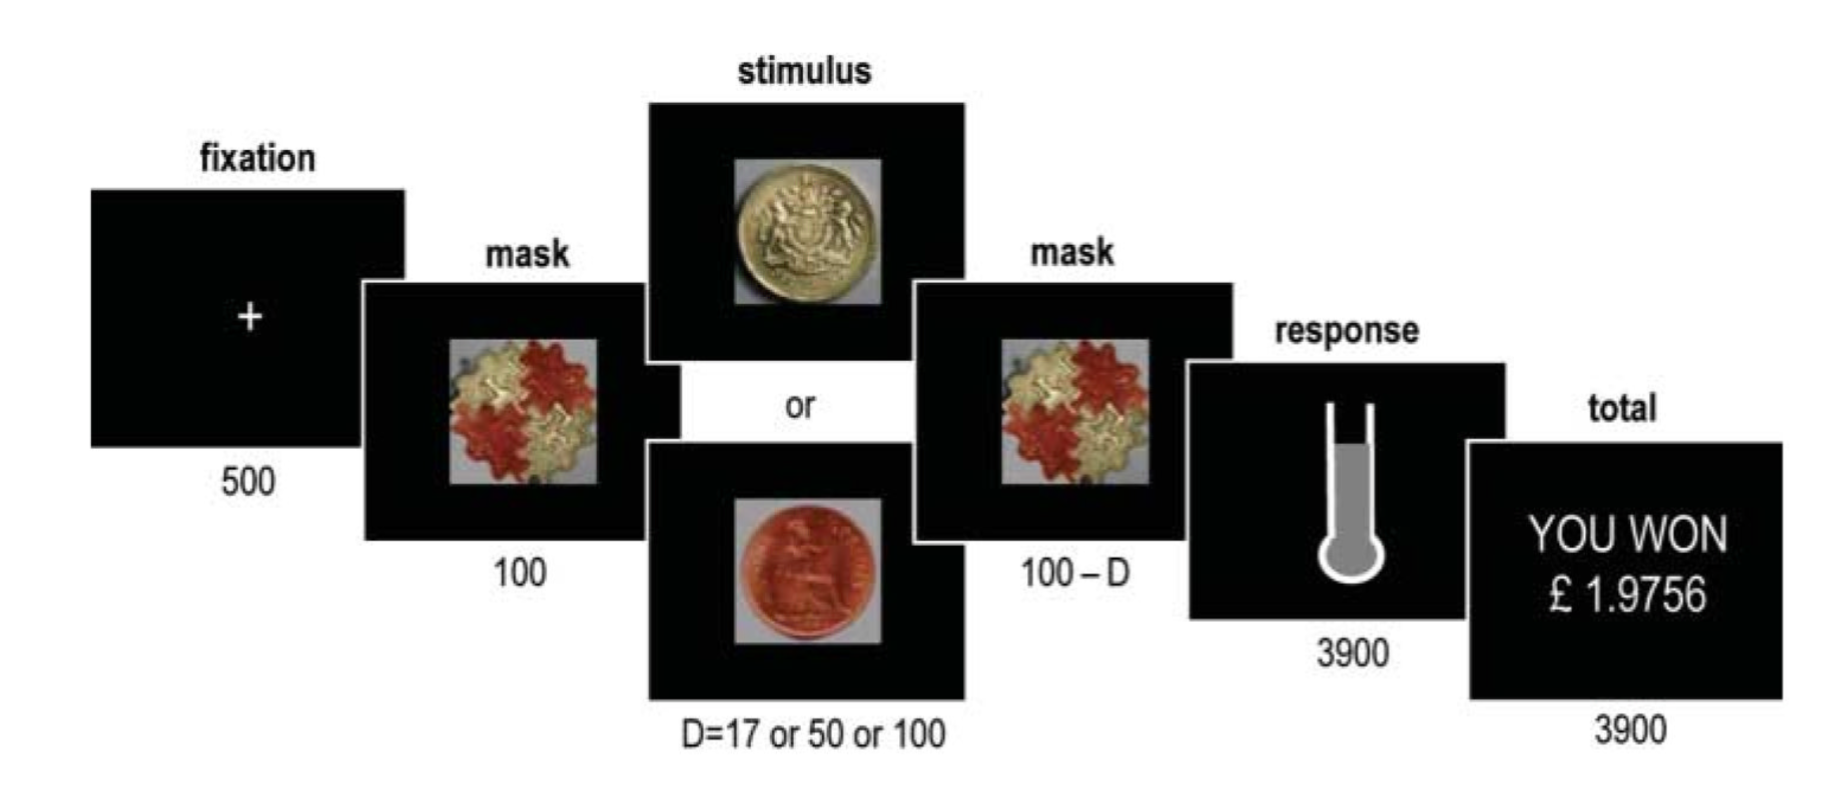 fixation
500
mask
100
stimulus
or
D=17 or 50 or 100
mask
100 – D
response
3900
total
YOU WON
£ 1.9756
3900